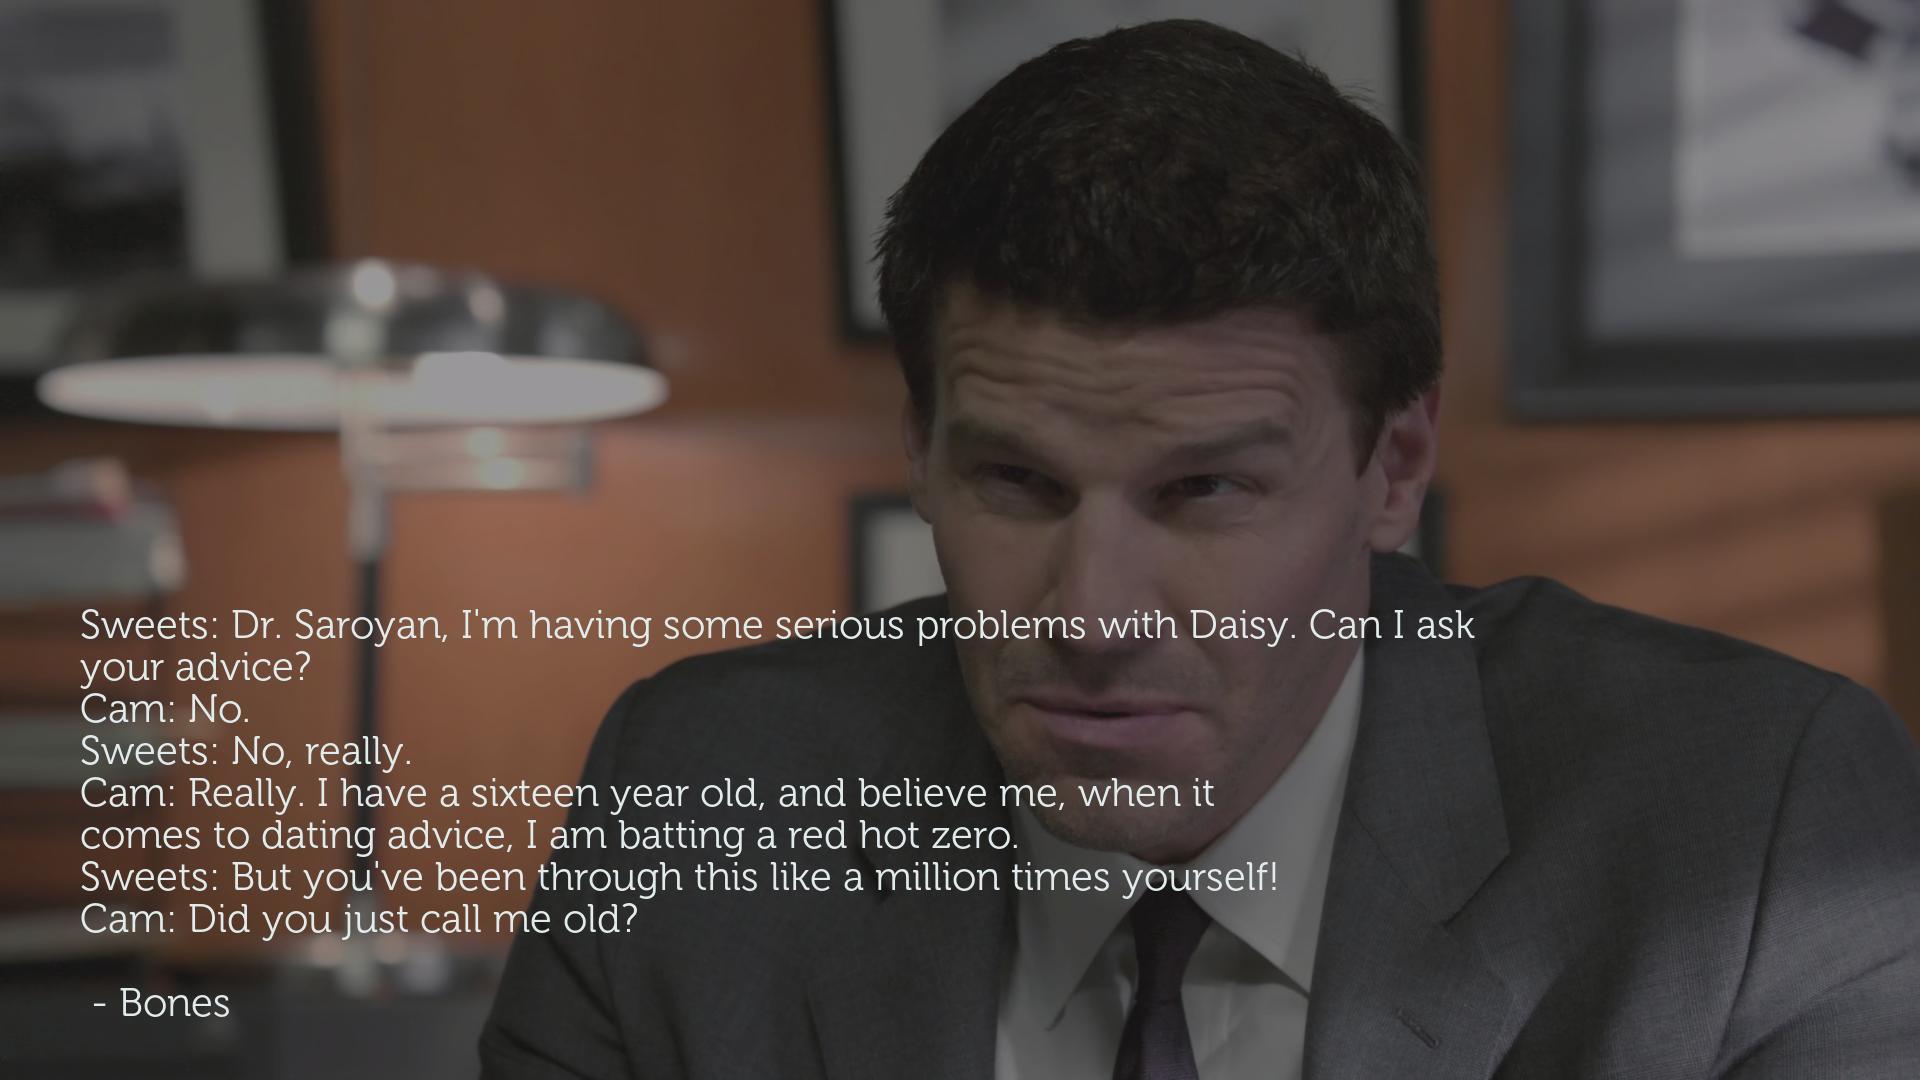 Sweets: Dr. Saroyan, I'm having some serious problems with Daisy. Can I ask
your advice?
Cam: No.
Sweets: No, really.
Cam: Really. I have a sixteen year old, and believe me, when it
comes to dating advice, I am batting a red hot zero.
Sweets: But you've been through this like a million times yourself!
Cam: Did you just call me old?
- Bones